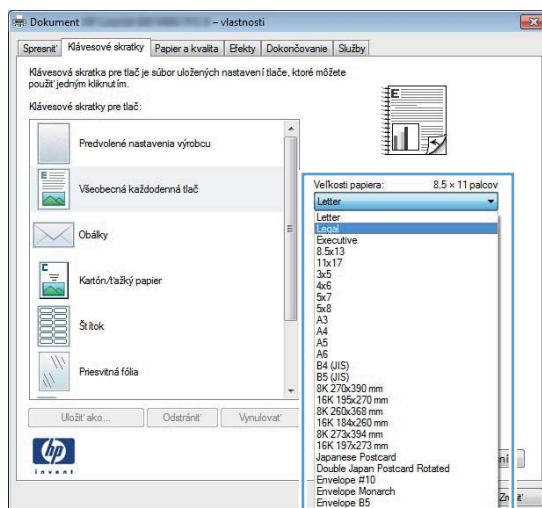 Dokument – vlastnosti
Spresniť Klávesové skratky Papier a kvalita Efekty Dokončovanie Služby
Klávesová skratka pre tlač je súbor uložených nastavení tlače, ktoré môžete
použiť jedným kliknutím.
Klávesové skratky pre tlač:
Predvolené nastavenia výrobcu
Všeobecná každodenná tlač
Obálky
Kartón/ťažký papier
Štítok
Priesvitná fólia
Uložiť ako... Odstrániť Vynulovať
hp
invent
Veľkosti papiera: 8,5 × 11 palcov
Letter
Letter
Legal
Executive
8.5x13
11x17
3x5
4x6
5x7
5x8
A3
A4
A5
A6
B4 (JIS)
B5 (JIS)
8K 270x390 mm
16K 195x270 mm
8K 260x368 mm
16K 184x260 mm
8K 273x394 mm
16K 197x273 mm
Japanese Postcard
Double Japan Postcard Rotated
Envelope #10
Envelope Monarch
Envelope B5